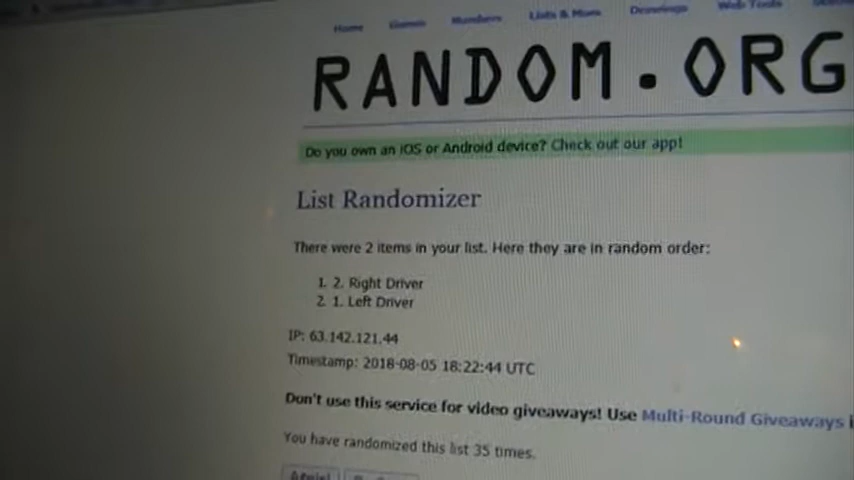 Home Games Numbers Lists & More Drawings Web Tools
RANDOM.ORG
Do you own an iOS or Android device? Check out our app!
List Randomizer
There were 2 items in your list. Here they are in random order:
1. 2. Right Driver
2. 1. Left Driver
IP: 63.142.121.44
Timestamp: 2018-08-05 18:22:44 UTC
Don't use this service for video giveaways! Use Multi-Round Giveaways
You have randomized this list 35 times.